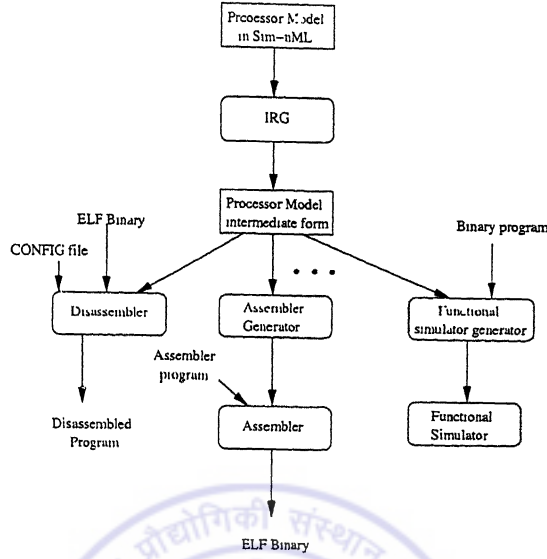 Processor Model
in Sim-nML
IRG
Processor Model
intermediate form
ELF Binary
CONFIG file
Binary program
Disassembler
Assembler
Generator
Functional
simulator generator
Assembler
program
Disassembled
Program
Assembler
Functional
Simulator
ELF Binary
प्रौद्योगिकी संस्थान